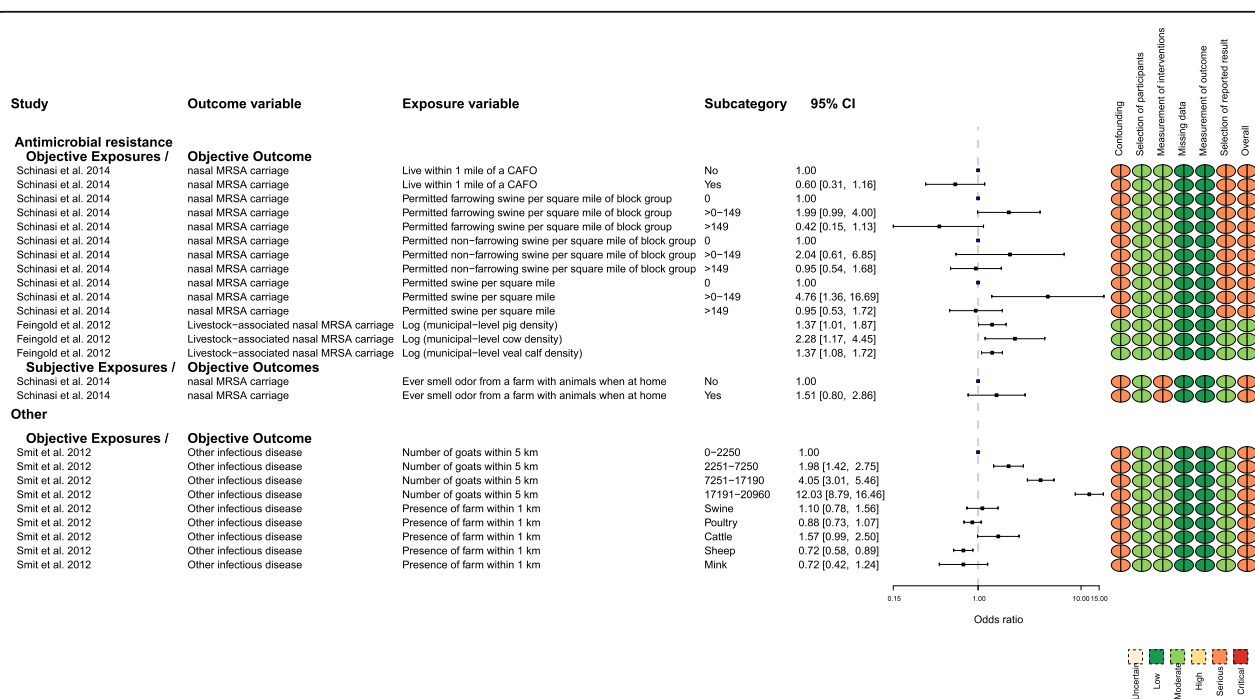 Study Outcome variable Exposure variable Subcategory 95% CI Confounding Selection of participants Measurement of interventions Missing data Measurement of outcome Selection of reported result Overall
Antimicrobial resistance
Objective Exposures / Objective Outcome
Schinasi et al. 2014 nasal MRSA carriage Live within 1 mile of a CAFO No 1.00
Schinasi et al. 2014 nasal MRSA carriage Live within 1 mile of a CAFO Yes 0.60 [0.31, 1.16]
Schinasi et al. 2014 nasal MRSA carriage Permitted farrowing swine per square mile of block group 0 1.00
Schinasi et al. 2014 nasal MRSA carriage Permitted farrowing swine per square mile of block group >0−149 1.99 [0.99, 4.00]
Schinasi et al. 2014 nasal MRSA carriage Permitted farrowing swine per square mile of block group >149 0.42 [0.15, 1.13]
Schinasi et al. 2014 nasal MRSA carriage Permitted non−farrowing swine per square mile of block group 0 1.00
Schinasi et al. 2014 nasal MRSA carriage Permitted non−farrowing swine per square mile of block group >0−149 2.04 [0.61, 6.85]
Schinasi et al. 2014 nasal MRSA carriage Permitted non−farrowing swine per square mile of block group >149 0.95 [0.54, 1.68]
Schinasi et al. 2014 nasal MRSA carriage Permitted swine per square mile 0 1.00
Schinasi et al. 2014 nasal MRSA carriage Permitted swine per square mile >0−149 4.76 [1.36, 16.69]
Schinasi et al. 2014 nasal MRSA carriage Permitted swine per square mile >149 0.95 [0.53, 1.72]
Feingold et al. 2012 Livestock−associated nasal MRSA carriage Log (municipal−level pig density) 1.37 [1.01, 1.87]
Feingold et al. 2012 Livestock−associated nasal MRSA carriage Log (municipal−level cow density) 2.28 [1.17, 4.45]
Feingold et al. 2012 Livestock−associated nasal MRSA carriage Log (municipal−level veal calf density) 1.37 [1.08, 1.72]
Subjective Exposures / Objective Outcomes
Schinasi et al. 2014 nasal MRSA carriage Ever smell odor from a farm with animals when at home No 1.00
Schinasi et al. 2014 nasal MRSA carriage Ever smell odor from a farm with animals when at home Yes 1.51 [0.80, 2.86]
Other
Objective Exposures / Objective Outcome
Smit et al. 2012 Other infectious disease Number of goats within 5 km 0−2250 1.00
Smit et al. 2012 Other infectious disease Number of goats within 5 km 2251−7250 1.98 [1.42, 2.75]
Smit et al. 2012 Other infectious disease Number of goats within 5 km 7251−17190 4.05 [3.01, 5.46]
Smit et al. 2012 Other infectious disease Number of goats within 5 km 17191−20960 12.03 [8.79, 16.46]
Smit et al. 2012 Other infectious disease Presence of farm within 1 km Swine 1.10 [0.78, 1.56]
Smit et al. 2012 Other infectious disease Presence of farm within 1 km Poultry 0.88 [0.73, 1.07]
Smit et al. 2012 Other infectious disease Presence of farm within 1 km Cattle 1.57 [0.99, 2.50]
Smit et al. 2012 Other infectious disease Presence of farm within 1 km Sheep 0.72 [0.58, 0.89]
Smit et al. 2012 Other infectious disease Presence of farm within 1 km Mink 0.72 [0.42, 1.24]
0.15 1.00 10.00 15.00
Odds ratio
Uncertain Low Moderate High Serious Critical